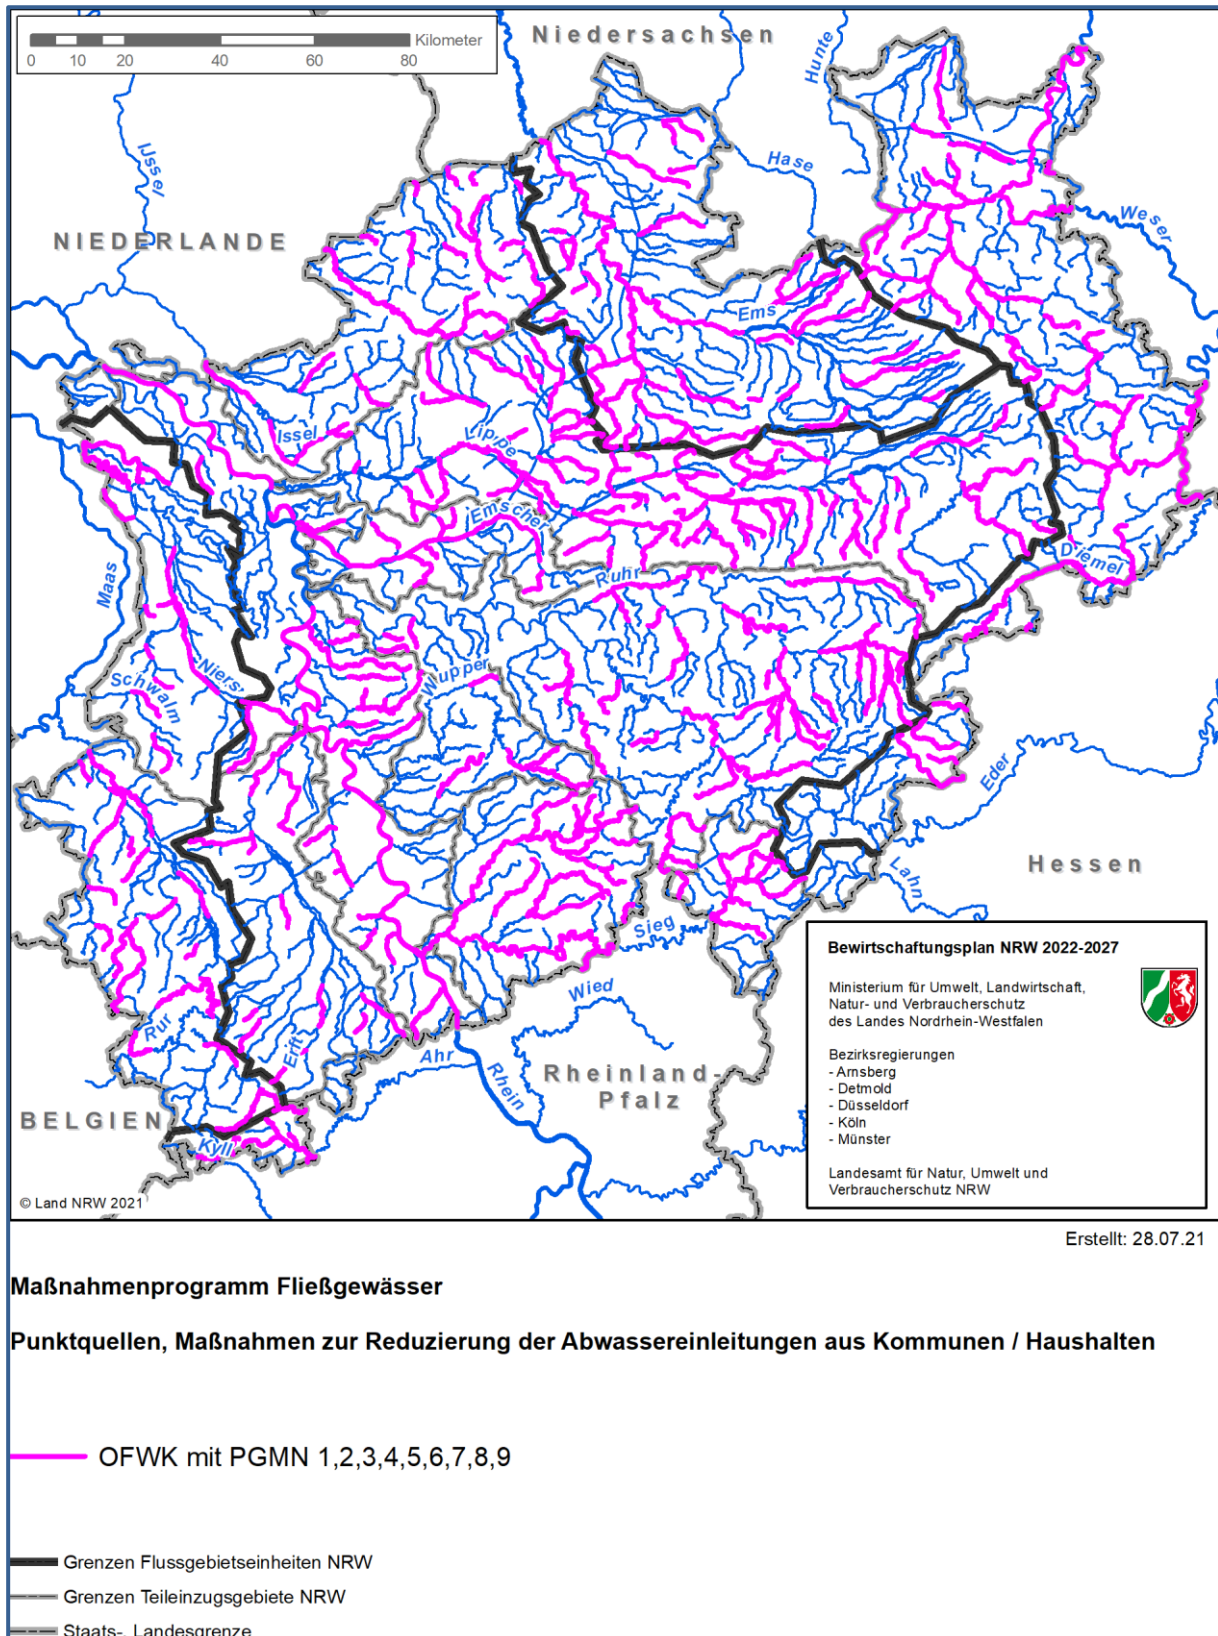 Kilometer
0 10 20 40 60 80
Niedersachsen
Hunte
IJssel
Hase
NIEDERLANDE
Weser
Ems
Issel
Lippe
Emscher
Maas
Ruhr
Diemel
Niers
Schwalm
Wupper
Eder
Hessen
Lahn
Sieg
Wied
Rur
Erft
Ahr
Rhein
Rheinland-
Pfalz
BELGIEN
Kyll
Bewirtschaftungsplan NRW 2022-2027
Ministerium für Umwelt, Landwirtschaft,
Natur- und Verbraucherschutz
des Landes Nordrhein-Westfalen
Bezirksregierungen
- Arnsberg
- Detmold
- Düsseldorf
- Köln
- Münster
Landesamt für Natur, Umwelt und
Verbraucherschutz NRW
© Land NRW 2021
Erstellt: 28.07.21
Maßnahmenprogramm Fließgewässer
Punktquellen, Maßnahmen zur Reduzierung der Abwassereinleitungen aus Kommunen / Haushalten
OFWK mit PGMN 1,2,3,4,5,6,7,8,9
Grenzen Flussgebietseinheiten NRW
Grenzen Teileinzugsgebiete NRW
Staats-, Landesgrenze